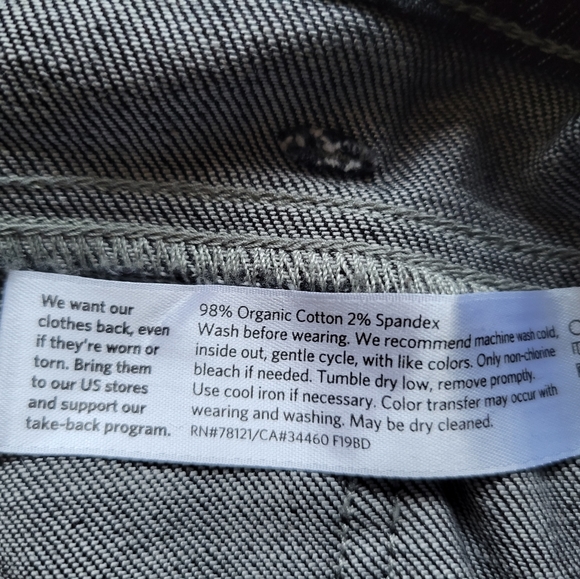 We want our
clothes back, even
if they're worn or
torn. Bring them
to our US stores
and support our
take-back program.
98% Organic Cotton 2% Spandex
Wash before wearing. We recommend machine wash cold,
inside out, gentle cycle, with like colors. Only non-chlorine
bleach if needed. Tumble dry low, remove promptly.
Use cool iron if necessary. Color transfer may occur with
wearing and washing. May be dry cleaned.
RN#78121/CA#34460 F19BD